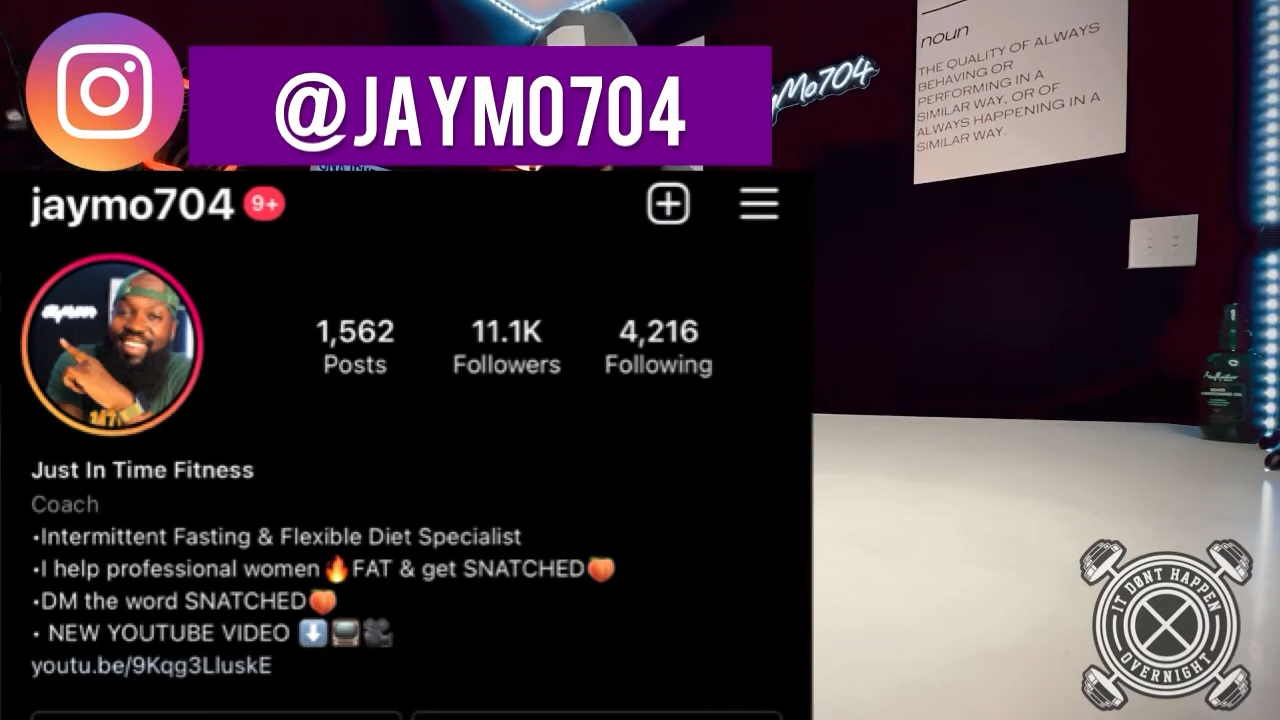 @JAYMO704
yMo704
noun
THE QUALITY OF ALWAYS
BEHAVING OR
PERFORMING IN A
SIMILAR WAY, OR OF
ALWAYS HAPPENING IN A
SIMILAR WAY.
jaymo704 9+
1,562 11.1K 4,216
Posts Followers Following
Just In Time Fitness
Coach
•Intermittent Fasting & Flexible Diet Specialist
•I help professional women 🔥FAT & get SNATCHED🍑
•DM the word SNATCHED🍑
• NEW YOUTUBE VIDEO ⬇️📺🎥
youtu.be/9Kqg3LluskE
IT DONT HAPPEN
OVERNIGHT